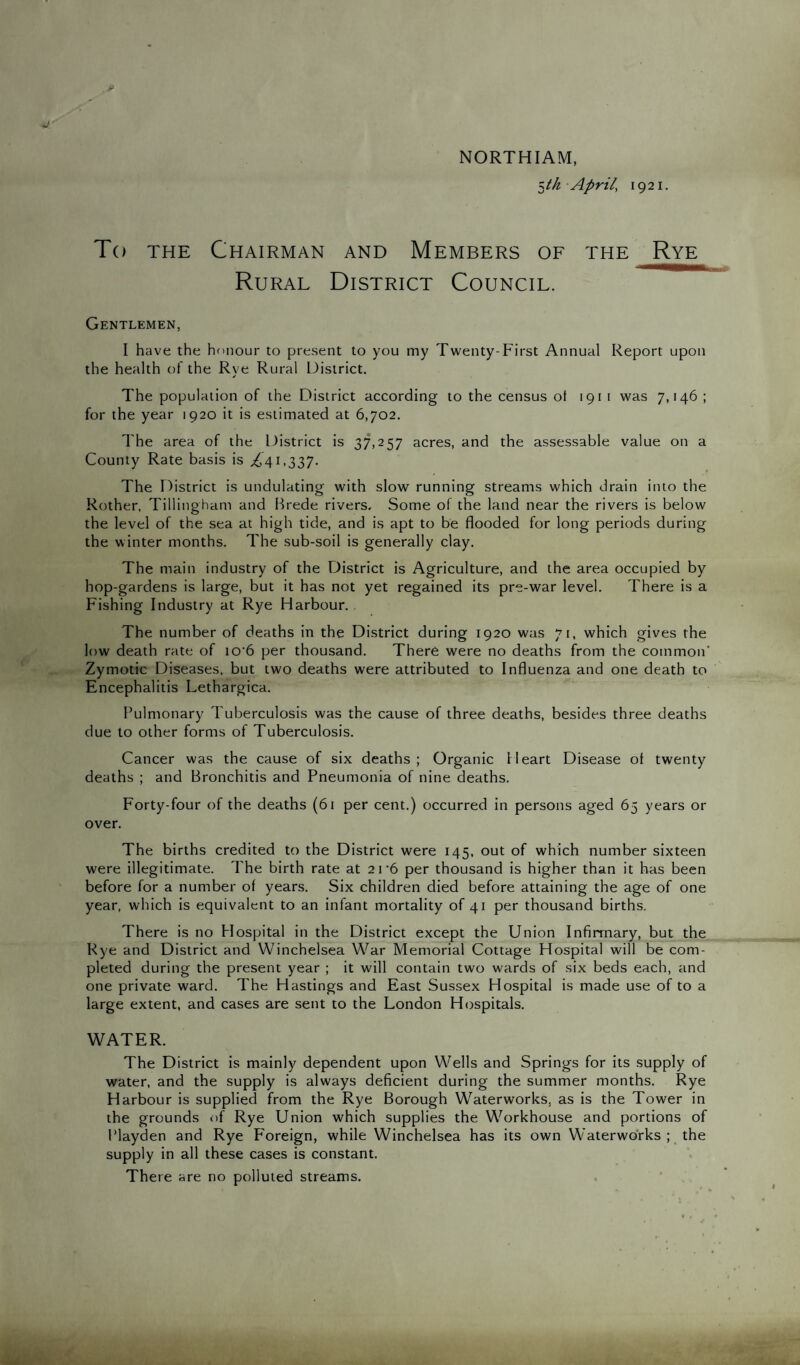 NORTHIAM,
5th April, 1921.
To the Chairman and Members of the Rye
Rural District Council.
Gentlemen,
I have the honour to present to you my Twenty-First Annual Report upon
the health of the Rye Rural District.
The population of the District according to the census of 1911 was 7,146 ;
for the year 1920 it is estimated at 6,702.
The area of the District is 37,257 acres, and the assessable value on a
County Rate basis is £41,337.
The District is undulating with slow running streams which drain into the
Rother, Tillingham and Brede rivers. Some of the land near the rivers is below
the level of the sea at high tide, and is apt to be flooded for long periods during
the winter months. The sub-soil is generally clay.
The main industry of the District is Agriculture, and the area occupied by
hop-gardens is large, but it has not yet regained its pre-war level. There is a
Fishing Industry at Rye Harbour.
The number of deaths in the District during 1920 was 71, which gives the
low death rate of 10·6 per thousand. There were no deaths from the common
Zymotic Diseases, but two deaths were attributed to Influenza and one death to
Encephalitis Lethargica.
Pulmonary Tuberculosis was the cause of three deaths, besides three deaths
due to other forms of Tuberculosis.
Cancer was the cause of six deaths ; Organic Heart Disease of twenty
deaths ; and Bronchitis and Pneumonia of nine deaths.
Forty-four of the deaths (61 per cent.) occurred in persons aged 65 years or
over.
The births credited to the District were 145, out of which number sixteen
were illegitimate. The birth rate at 21·6 per thousand is higher than it has been
before for a number of years. Six children died before attaining the age of one
year, which is equivalent to an infant mortality of 41 per thousand births.
There is no Hospital in the District except the Union Infirmary, but the
Rye and District and Winchelsea War Memorial Cottage Hospital will be com-
pleted during the present year ; it will contain two wards of six beds each, and
one private ward. The Hastings and East Sussex Hospital is made use of to a
large extent, and cases are sent to the London Hospitals.
WATER.
The District is mainly dependent upon Wells and Springs for its supply of
water, and the supply is always deficient during the summer months. Rye
Harbour is supplied from the Rye Borough Waterworks, as is the Tower in
the grounds of Rye Union which supplies the Workhouse and portions of
Playden and Rye Foreign, while Winchelsea has its own Waterworks ; the
supply in all these cases is constant.
There are no polluted streams.